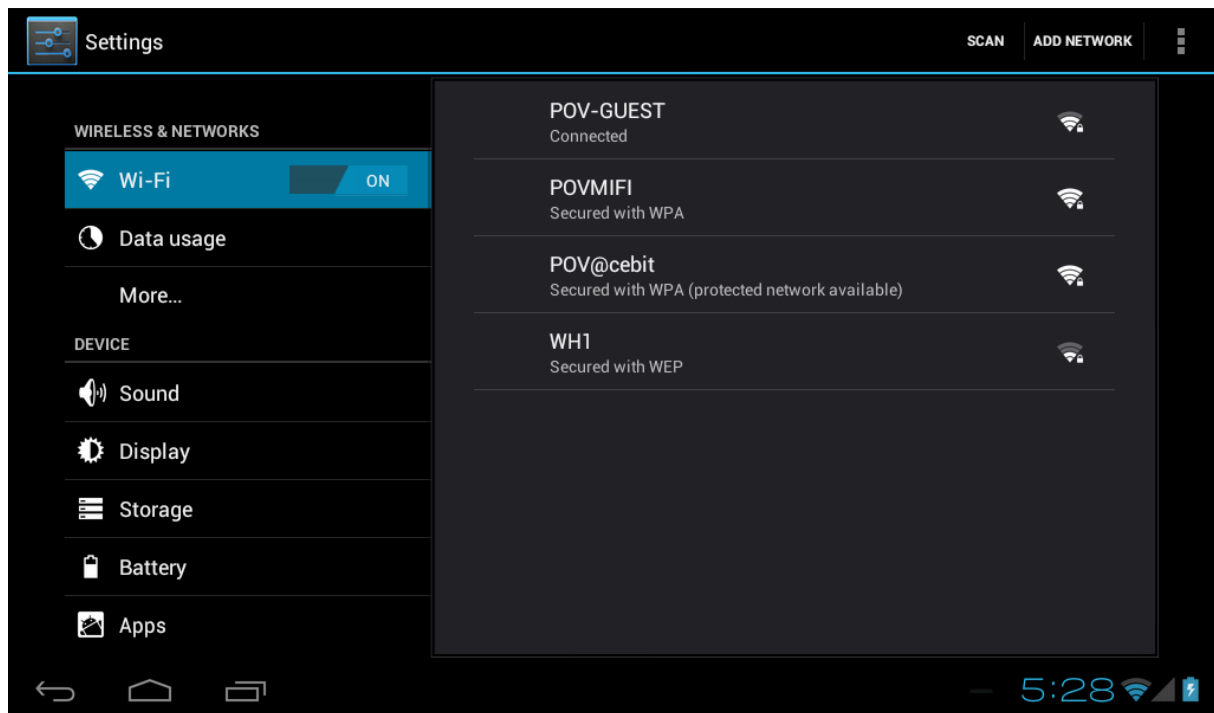 Settings
SCAN
ADD NETWORK
WIRELESS & NETWORKS
Wi-Fi
ON
Data usage
More...
DEVICE
Sound
Display
Storage
Battery
Apps
POV-GUEST
Connected
POVMIFI
Secured with WPA
POV@cebit
Secured with WPA (protected network available)
WH1
Secured with WEP
5:28